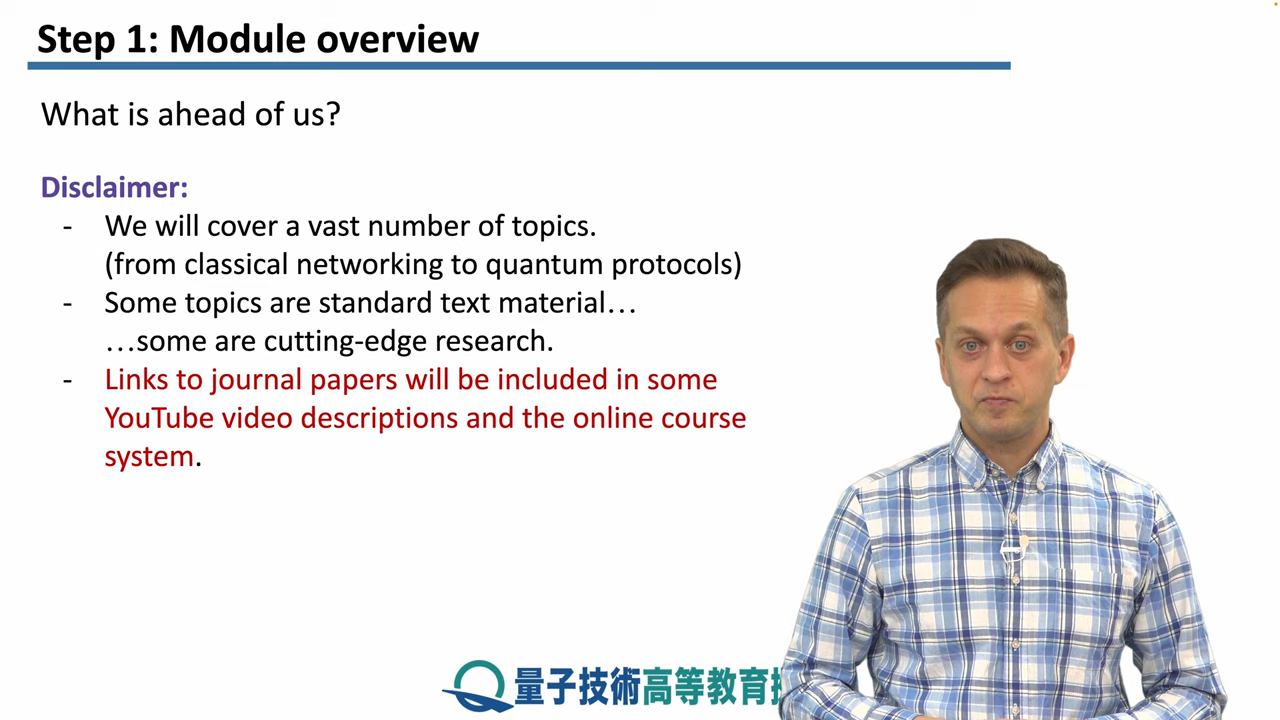 Step 1: Module overview
What is ahead of us?
Disclaimer:
- We will cover a vast number of topics.
(from classical networking to quantum protocols)
- Some topics are standard text material…
…some are cutting-edge research.
- Links to journal papers will be included in some
YouTube video descriptions and the online course
system.
量子技術高等教育